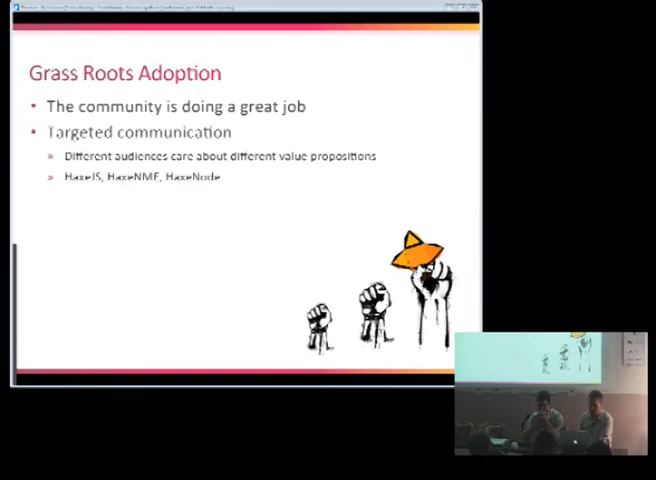 Grass Roots Adoption
• The community is doing a great job
• Targeted communication
» Different audiences care about different value propositions
» HaxeJS, HaxeNME, HaxeNode